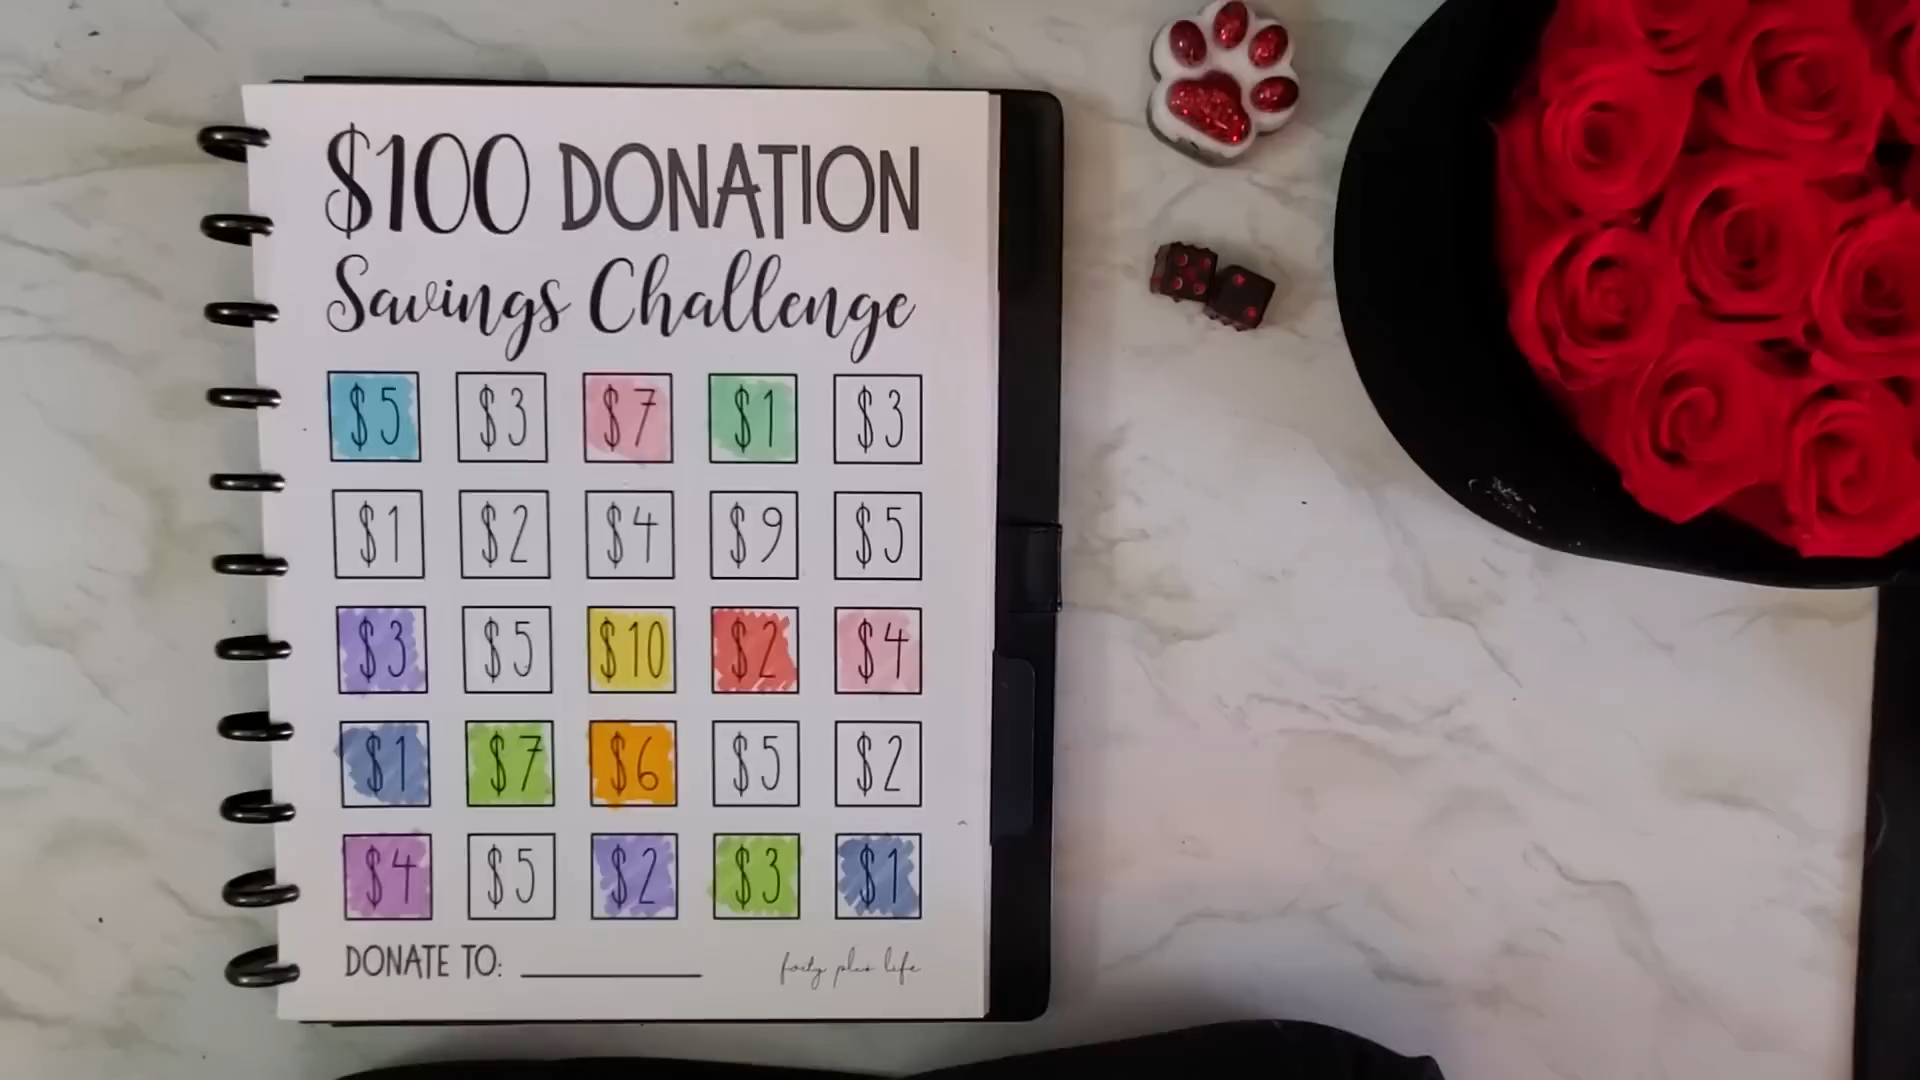 $100 DONATION
Savings Challenge
$5 $3 $7 $1 $3
$1 $2 $4 $9 $5
$3 $5 $10 $2 $4
$1 $7 $6 $5 $2
$4 $5 $2 $3 $1
DONATE TO: forty plus life